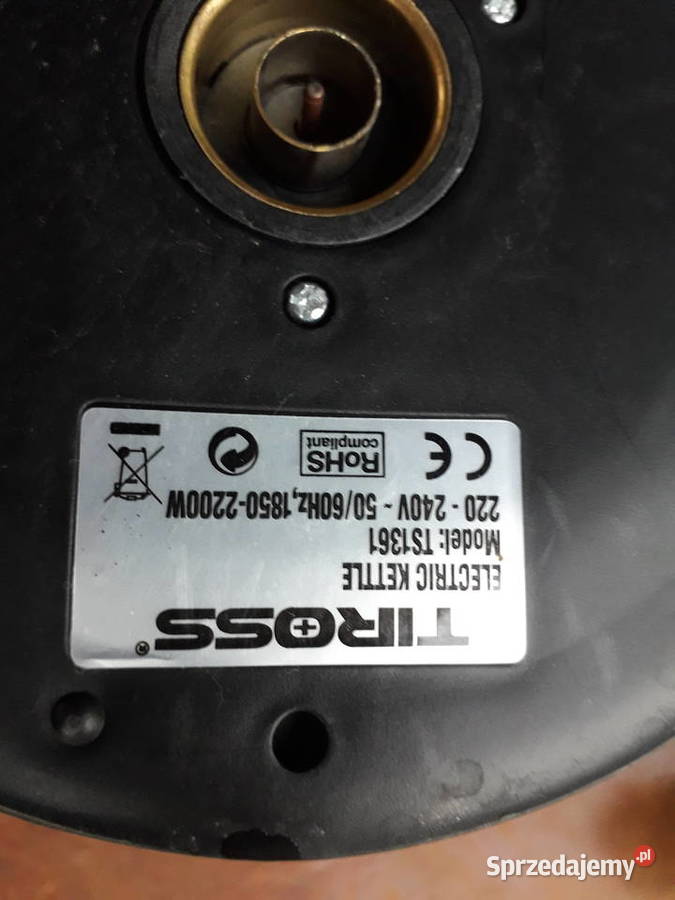 TIROSS®
ELECTRIC KETTLE
Model: TS1361
220 - 240V ~ 50/60Hz, 1850-2200W
CE
RoHS
compliant
Sprzedajemy.pl